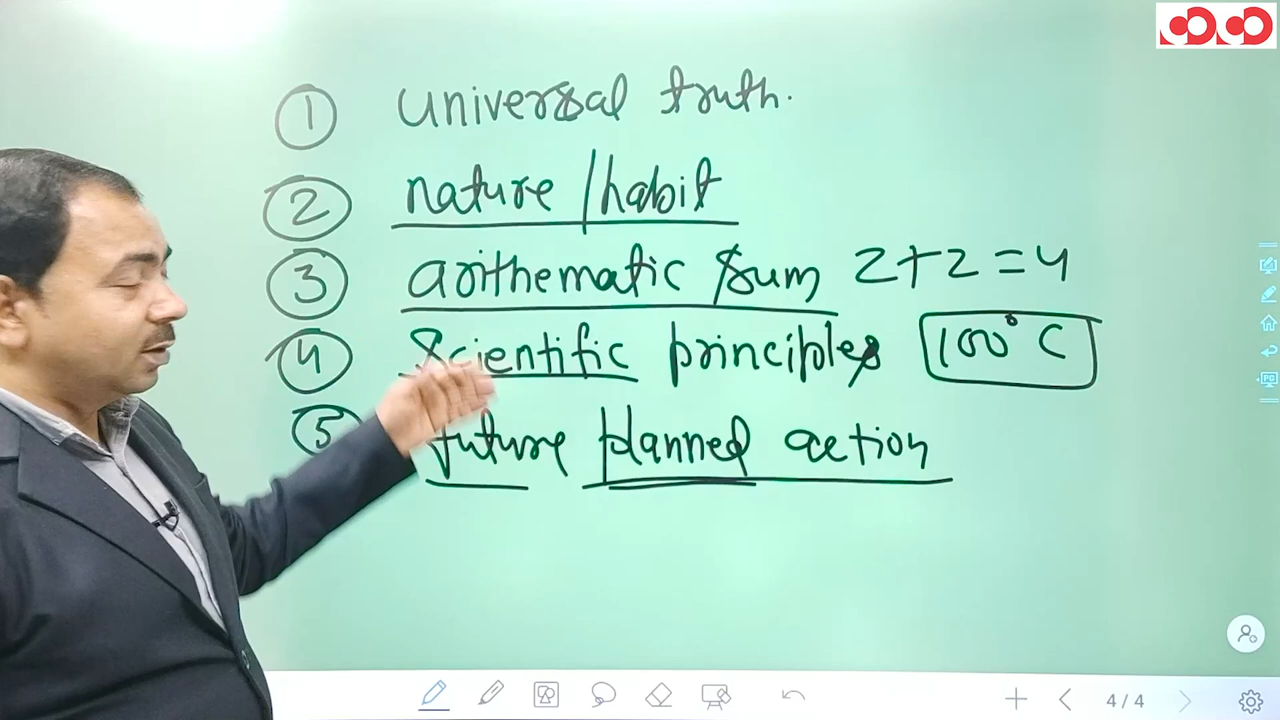 ① universal truth.
② nature / habit
③ arithematic sum 2+2=4
④ Scientific principles 100° C
⑤ future planned action
4 / 4